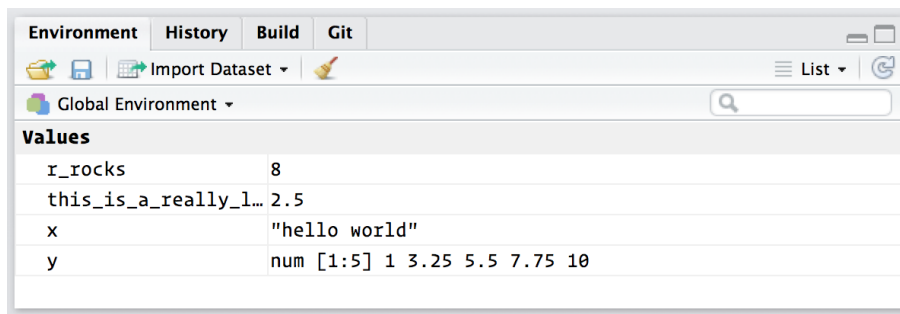 Environment History Build Git
Import Dataset List
Global Environment
Values
r_rocks 8
this_is_a_really_l… 2.5
x "hello world"
y num [1:5] 1 3.25 5.5 7.75 10